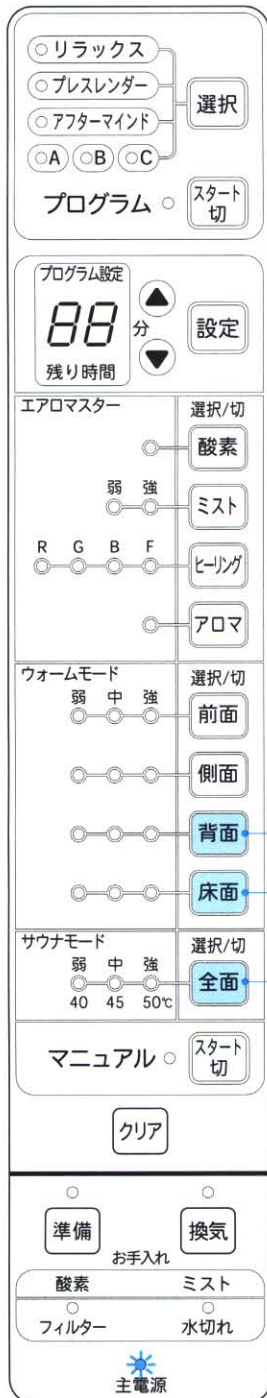 リラックス
プレスレンダー
アフターマインド
選択
A B C
プログラム
スタート
切
プログラム設定
88 分
残り時間
設定
エアロマスター
選択/切
酸素
弱 強
ミスト
R G B F
ヒーリング
アロマ
ウォームモード
選択/切
弱 中 強
前面
側面
背面
床面
サウナモード
選択/切
弱 中 強
全面
40 45 50℃
マニュアル
スタート
切
クリア
準備
換気
お手入れ
酸素 ミスト
フィルター 水切れ
主電源